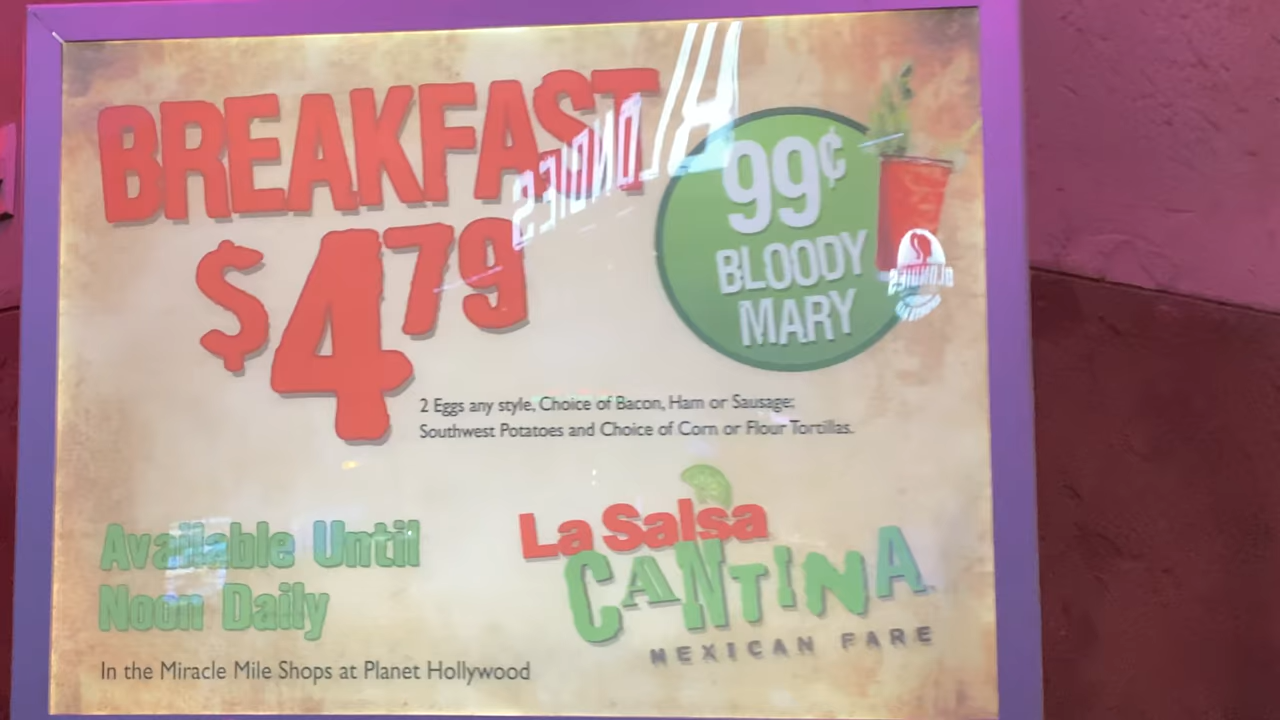 BREAKFAST
$479
99¢
BLOODY
MARY
2 Eggs any style, Choice of Bacon, Ham or Sausage;
Southwest Potatoes and Choice of Corn or Flour Tortillas.
Available Until
Noon Daily
In the Miracle Mile Shops at Planet Hollywood
La Salsa
CANTINA
MEXICAN FARE
BLONDIES